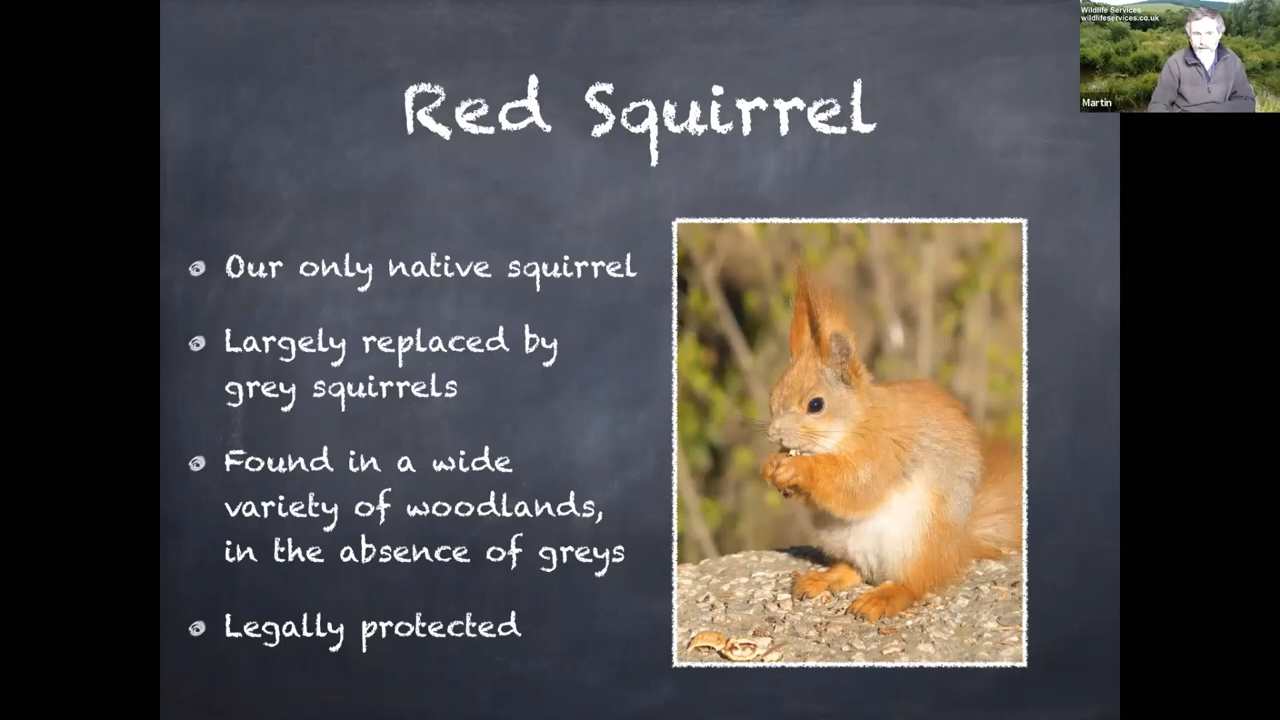 Wildlife Services
wildlifeservices.co.uk
Martin
Red Squirrel
Our only native squirrel
Largely replaced by
grey squirrels
Found in a wide
variety of woodlands,
in the absence of greys
Legally protected